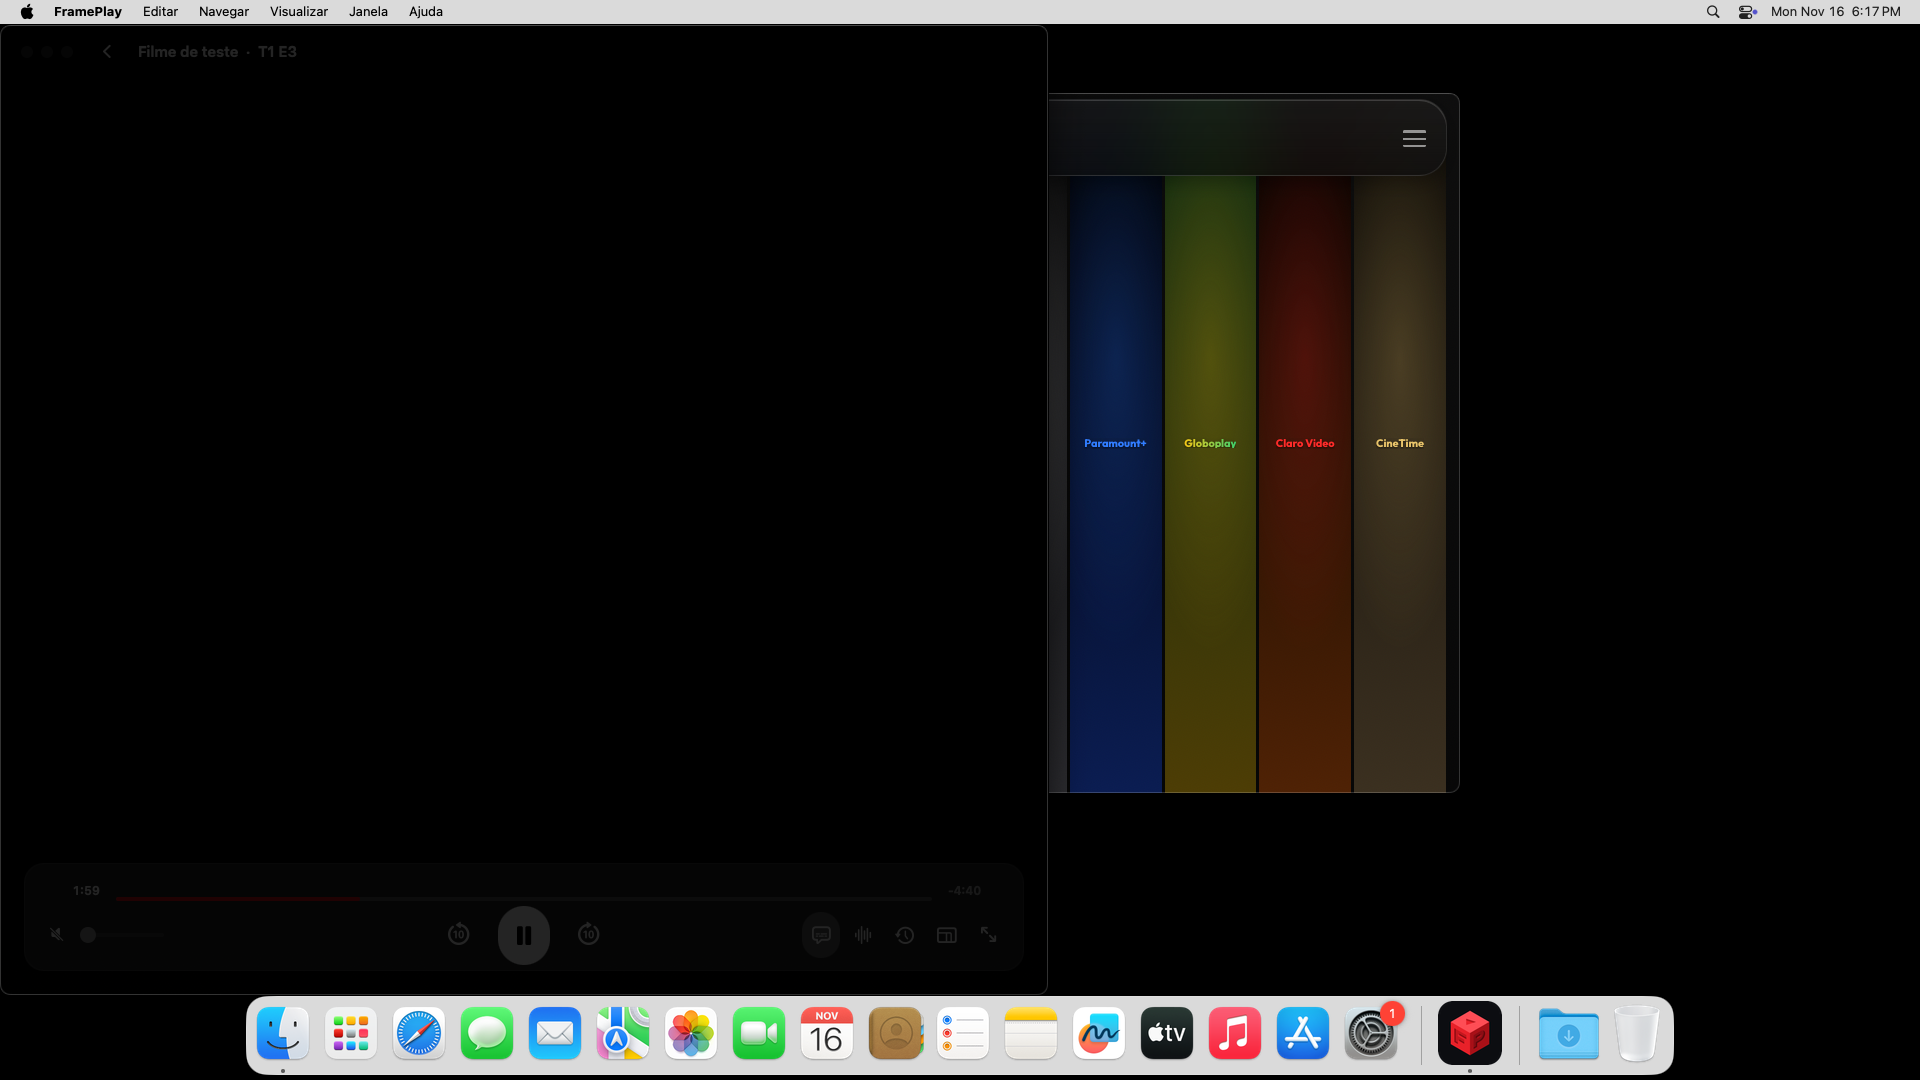 FramePlay Editar Navegar Visualizar Janela Ajuda Mon Nov 16 6:17 PM
Filme de teste · T1 E3
Paramount+ Globoplay Claro Video CineTime
1:59 -4:40
10 10
NOV
16
tv
1